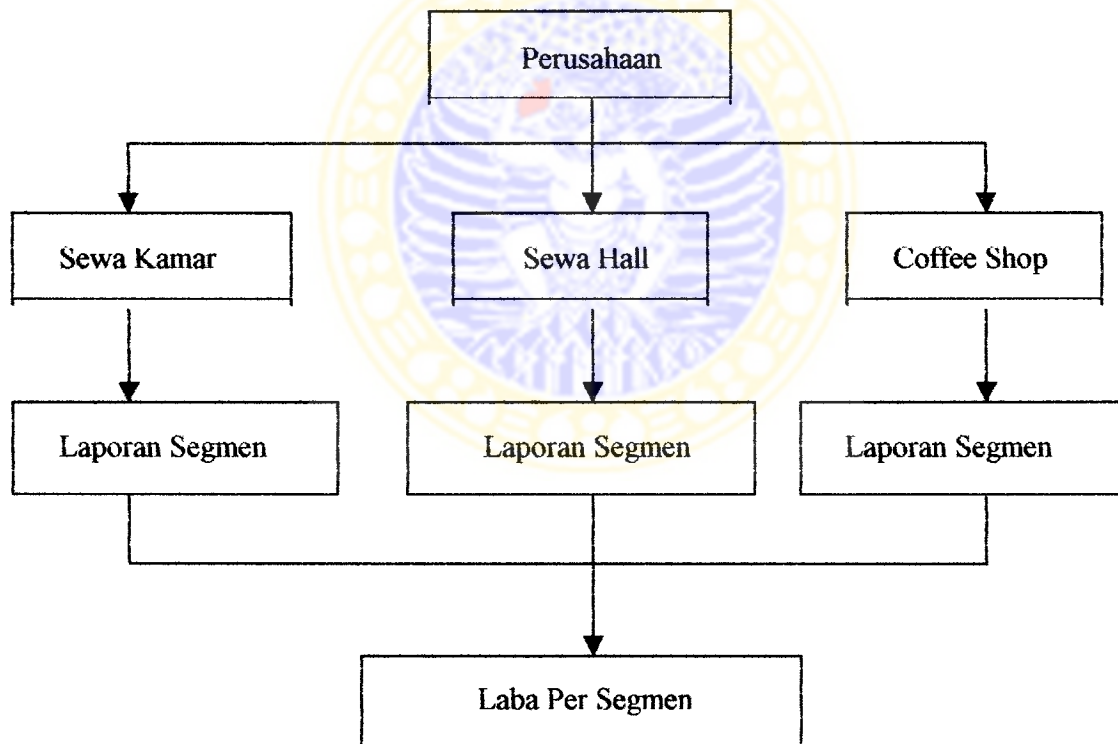 Perusahaan
Sewa Kamar
Sewa Hall
Coffee Shop
Laporan Segmen
Laporan Segmen
Laporan Segmen
Laba Per Segmen